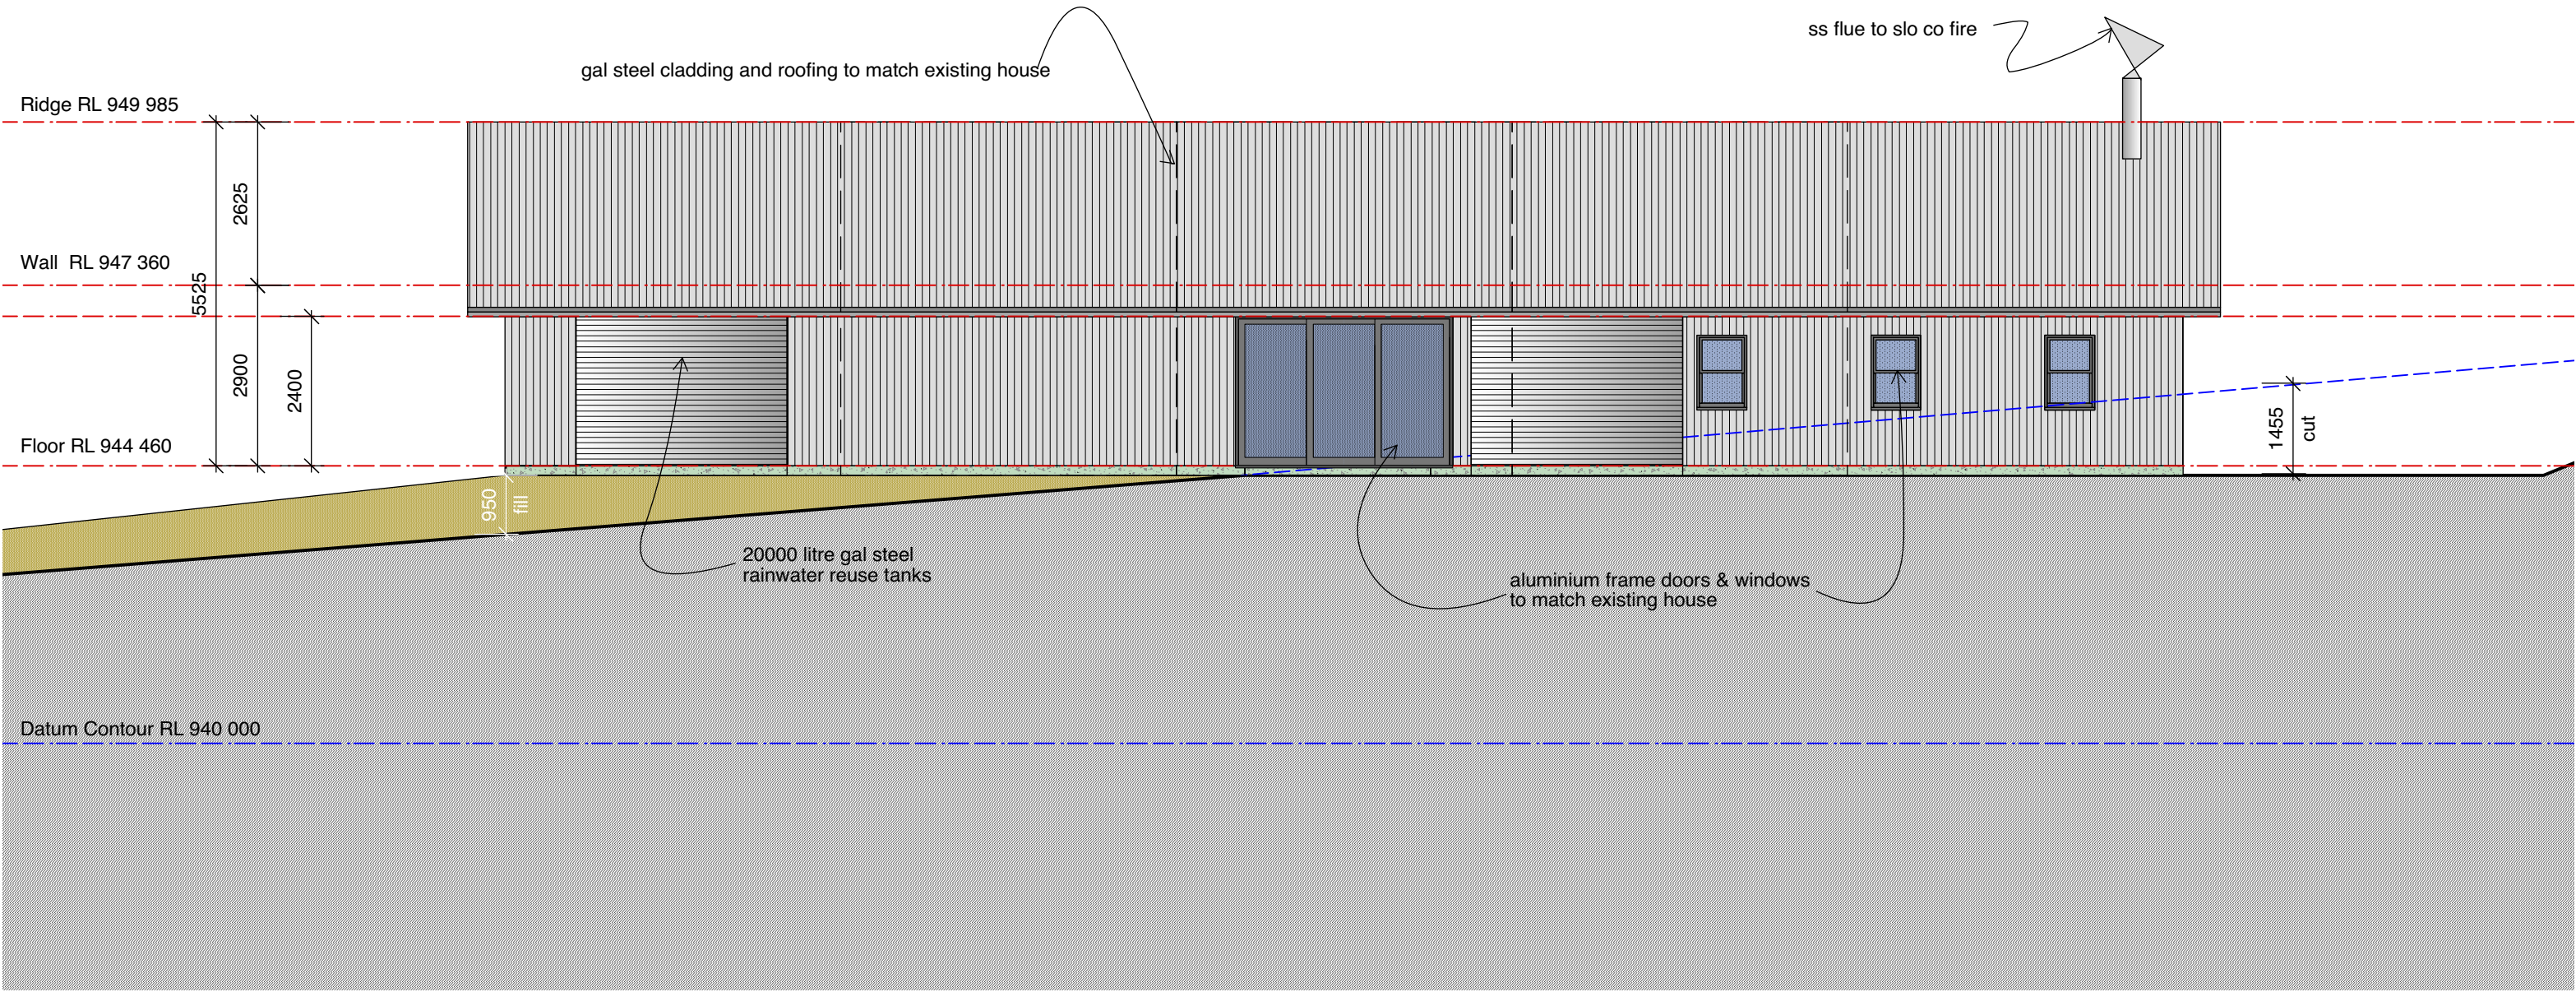 ss flue to slo co fire
gal steel cladding and roofing to match existing house
Ridge RL 949 985
2625
Wall RL 947 360
5525
2900
2400
Floor RL 944 460
1455
cut
950
fill
20000 litre gal steel
rainwater reuse tanks
aluminium frame doors & windows
to match existing house
Datum Contour RL 940 000